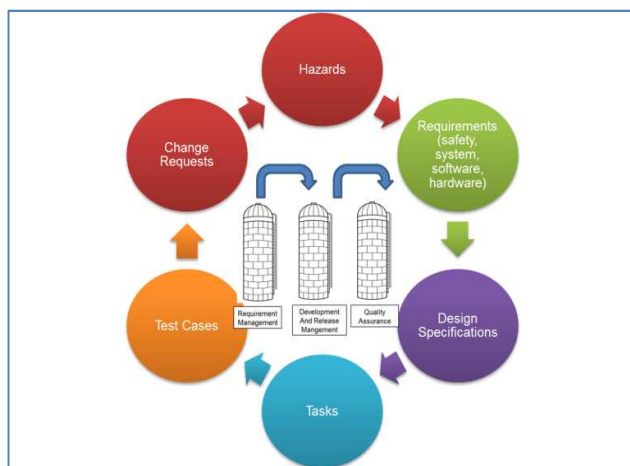 Hazards
Requirements
(safety,
system,
software,
hardware)
Change
Requests
Requirement
Management
Development
And Release
Mangement
Quality
Assurance
Test Cases
Design
Specifications
Tasks